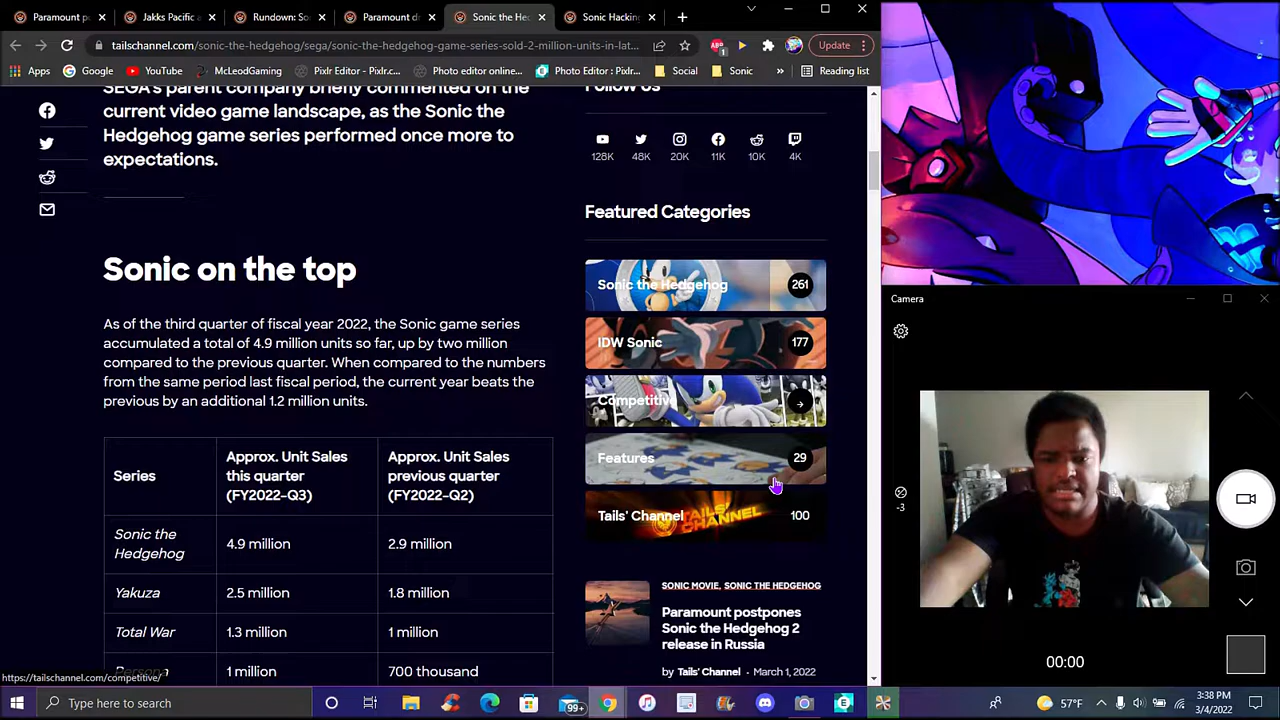 Paramount po
Jakks Pacific a
Rundown: So
Paramount d
Sonic the He
Sonic Hacking
tailschannel.com/sonic-the-hedgehog/sega/sonic-the-hedgehog-game-series-sold-2-million-units-in-lat...
Update
Apps
Google
YouTube
McLeodGaming
Pixlr Editor - Pixlr.c...
Photo editor online...
Photo Editor : Pixlr...
Social
Sonic
»
Reading list
SEGA's parent company
commented on the
current video game landscape, as the Sonic the
Hedgehog game series performed once more to
expectations.
Sonic on the top
As of the third quarter of fiscal year 2022, the Sonic game series
accumulated a total of 4.9 million units so far, up by two million
compared to the previous quarter. When compared to the numbers
from the same period last fiscal period, the current year beats the
previous by an additional 1.2 million units.
Series
Approx. Unit Sales
this quarter
(FY2022-Q3)
Approx. Unit Sales
previous quarter
(FY2022-Q2)
Sonic the
Hedgehog
4.9 million
2.9 million
Yakuza
2.5 million
1.8 million
Total War
1.3 million
1 million
Persona
1 million
700 thousand
https://tailschannel.com/competitive/
Follow Us
128K
48K
20K
11K
10K
4K
Featured Categories
Sonic the Hedgehog
261
IDW Sonic
177
Competitive
Features
29
Tails' Channel
TAILS'
CHANNEL
100
SONIC MOVIE, SONIC THE HEDGEHOG
Paramount postpones
Sonic the Hedgehog 2
release in Russia
by Tails' Channel • March 1, 2022
Camera
-3
00:00
Type here to search
99+
57°F
3:38 PM
3/4/2022